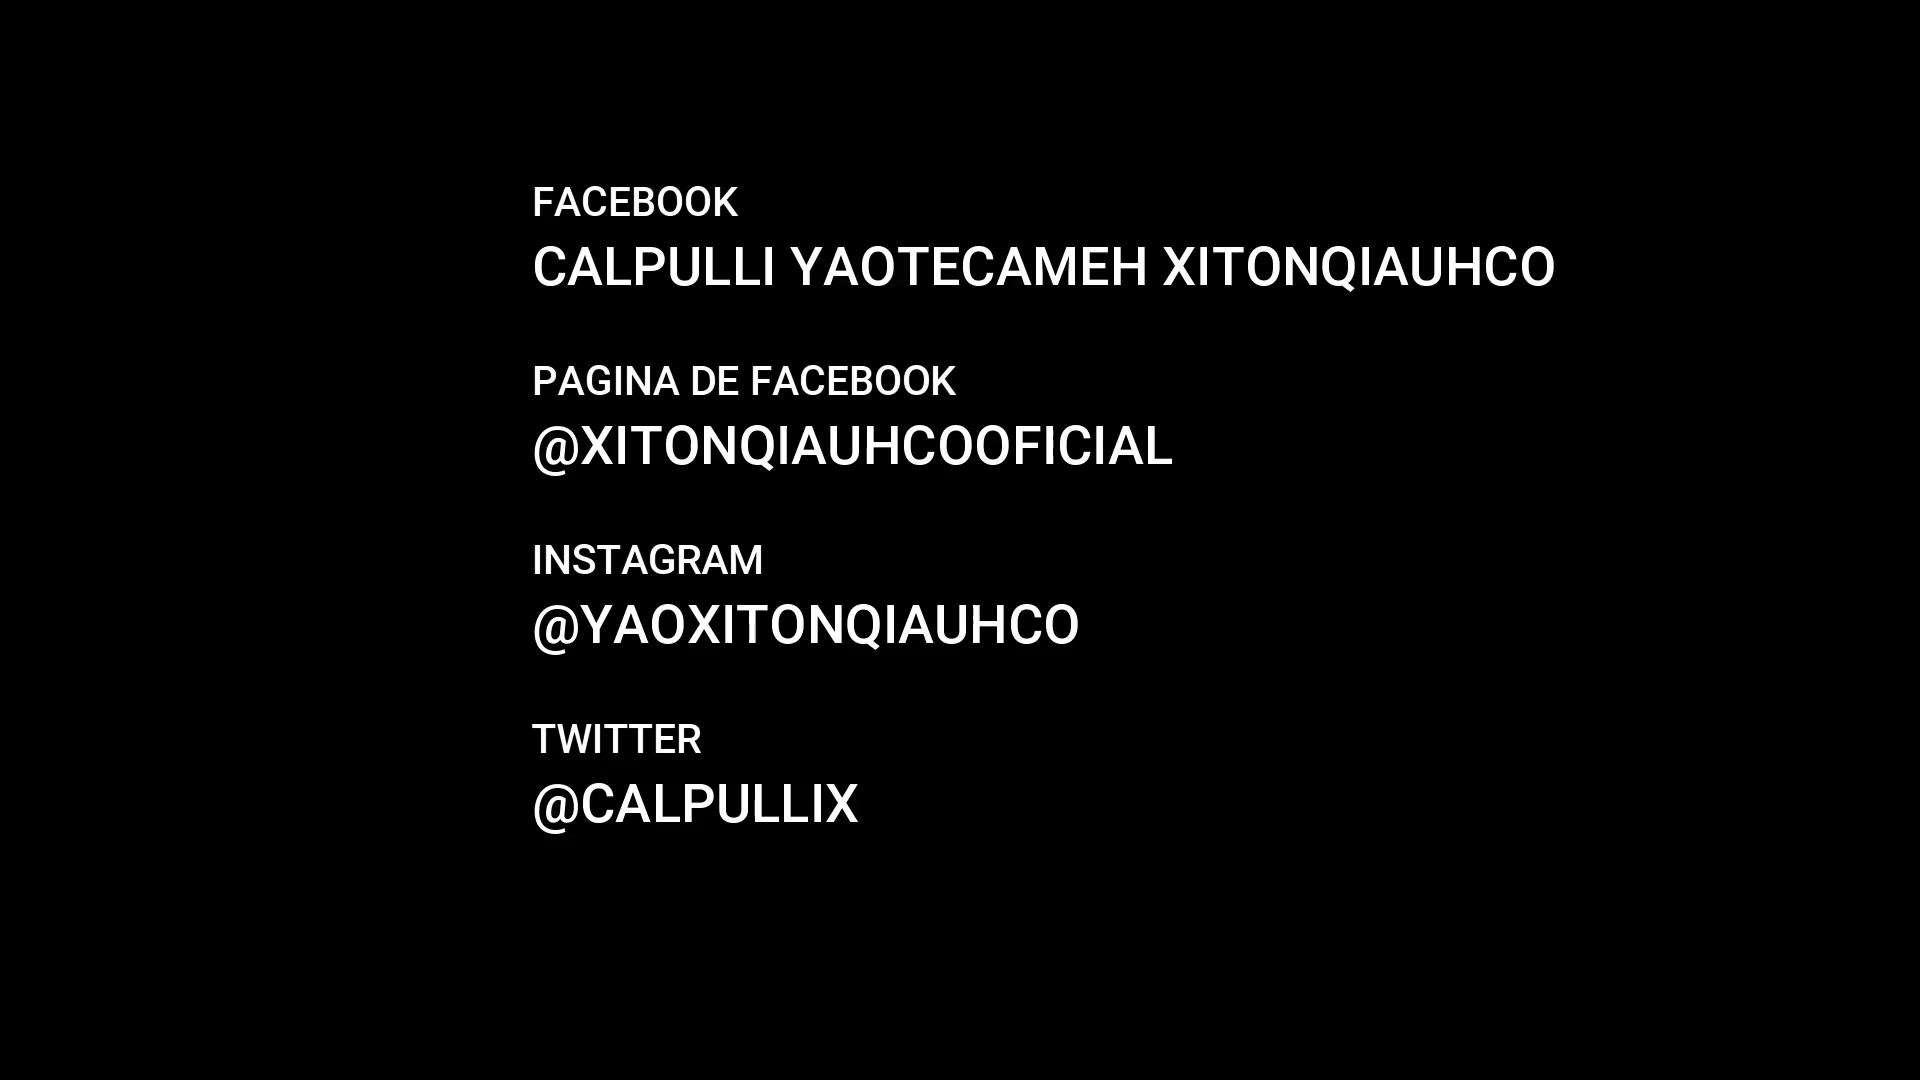 FACEBOOK
CALPULLI YAOTECAMEH XITONQIAUHCO
PAGINA DE FACEBOOK
@XITONQIAUHCOOFICIAL
INSTAGRAM
@YAOXITONQIAUHCO
TWITTER
@CALPULLIX